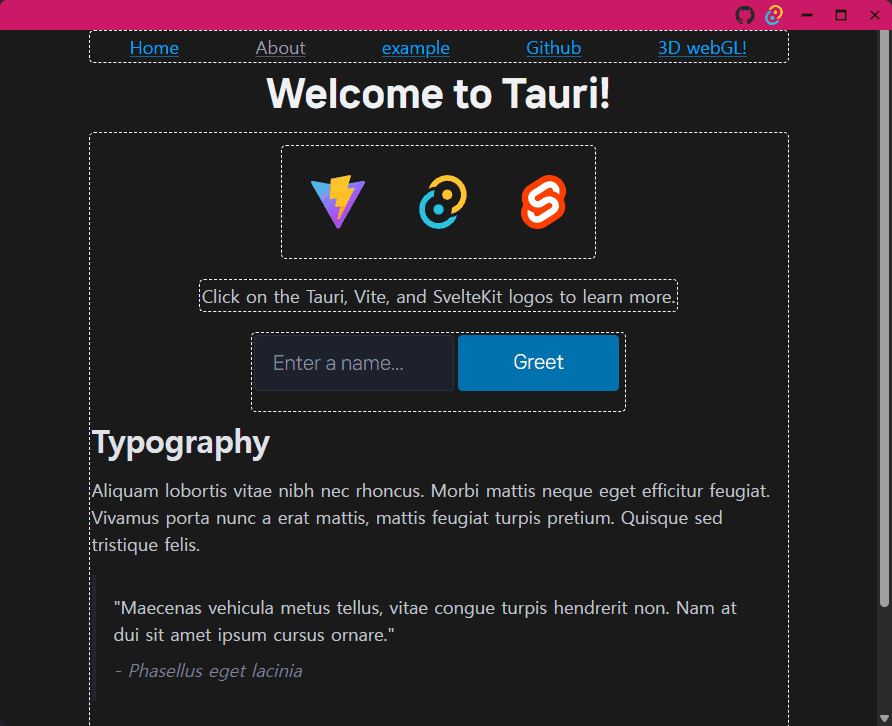 Home About example Github 3D webGL!
Welcome to Tauri!
Click on the Tauri, Vite, and SvelteKit logos to learn more.
Enter a name... Greet
Typography
Aliquam lobortis vitae nibh nec rhoncus. Morbi mattis neque eget efficitur feugiat.
Vivamus porta nunc a erat mattis, mattis feugiat turpis pretium. Quisque sed
tristique felis.
"Maecenas vehicula metus tellus, vitae congue turpis hendrerit non. Nam at
dui sit amet ipsum cursus ornare."
- Phasellus eget lacinia